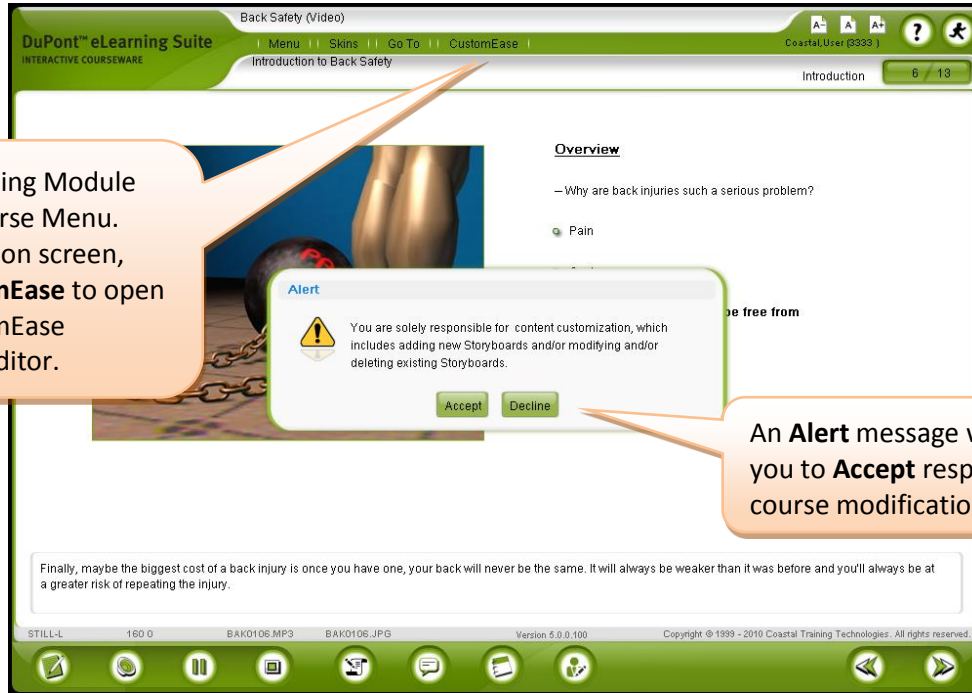 Back Safety (Video)
A- A A+
DuPont™ eLearning Suite
Menu Skins Go To CustomEase
Coastal,User (3333 )
INTERACTIVE COURSEWARE
Introduction to Back Safety
Introduction 6 / 13
Overview
– Why are back injuries such a serious problem?
Pain
be free from
ing Module
rse Menu.
on screen,
mEase to open
mEase
ditor.
Alert
You are solely responsible for content customization, which
includes adding new Storyboards and/or modifying and/or
deleting existing Storyboards.
Accept Decline
An Alert message
you to Accept resp
course modificatio
Finally, maybe the biggest cost of a back injury is once you have one, your back will never be the same. It will always be weaker than it was before and you'll always be at
a greater risk of repeating the injury.
STILL-L 160 0 BAK0106.MP3 BAK0106.JPG Version 5.0.0.100 Copyright © 1999 - 2010 Coastal Training Technologies. All rights reserved.